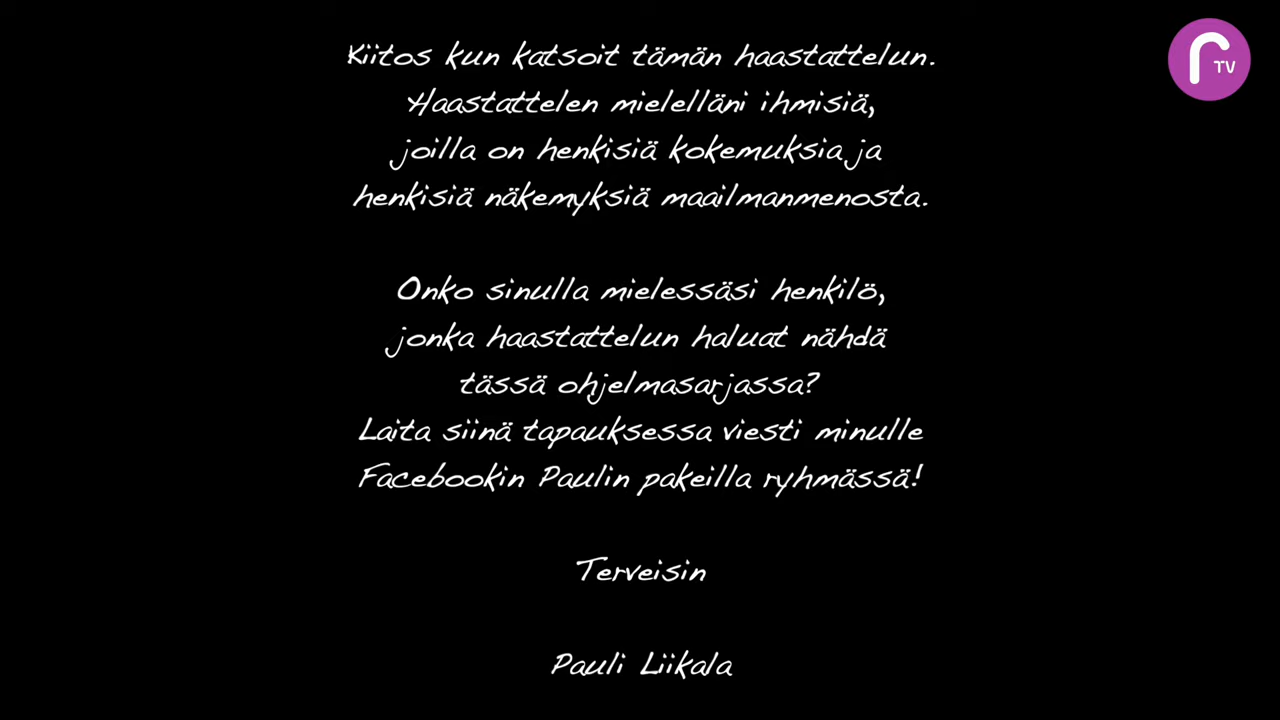 Kiitos kun katsoit tämän haastattelun.
Haastattelen mielelläni ihmisiä,
joilla on henkisiä kokemuksia ja
henkisiä näkemyksiä maailmanmenosta.
Onko sinulla mielessäsi henkilö,
jonka haastattelun haluat nähdä
tässä ohjelmasarjassa?
Laita siinä tapauksessa viesti minulle
Facebookin Paulin pakeilla ryhmässä!
Terveisin
Pauli Liikala
r TV